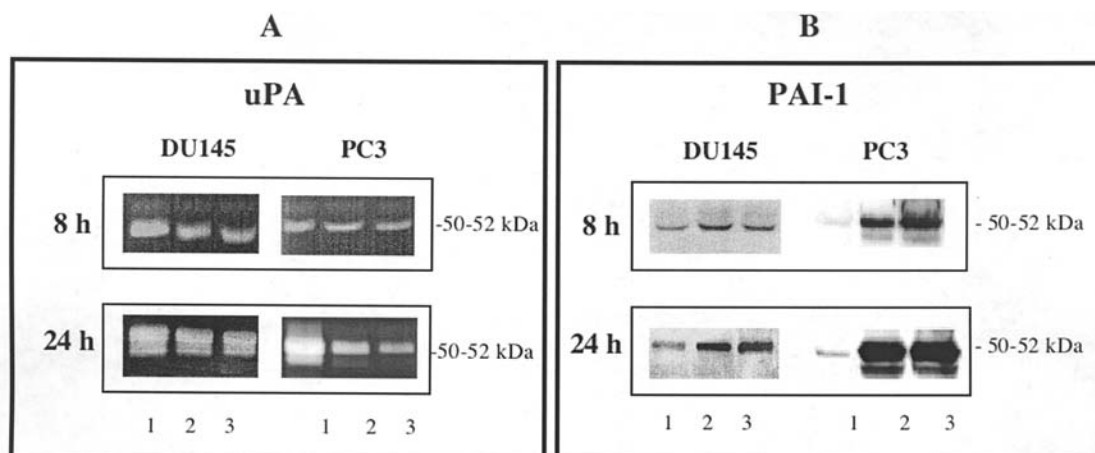 A
B
uPA
PAI-1
DU145 PC3
DU145 PC3
8 h
-50-52 kDa
8 h
- 50-52 kDa
24 h
-50-52 kDa
24 h
- 50-52 kDa
1 2 3 1 2 3
1 2 3 1 2 3